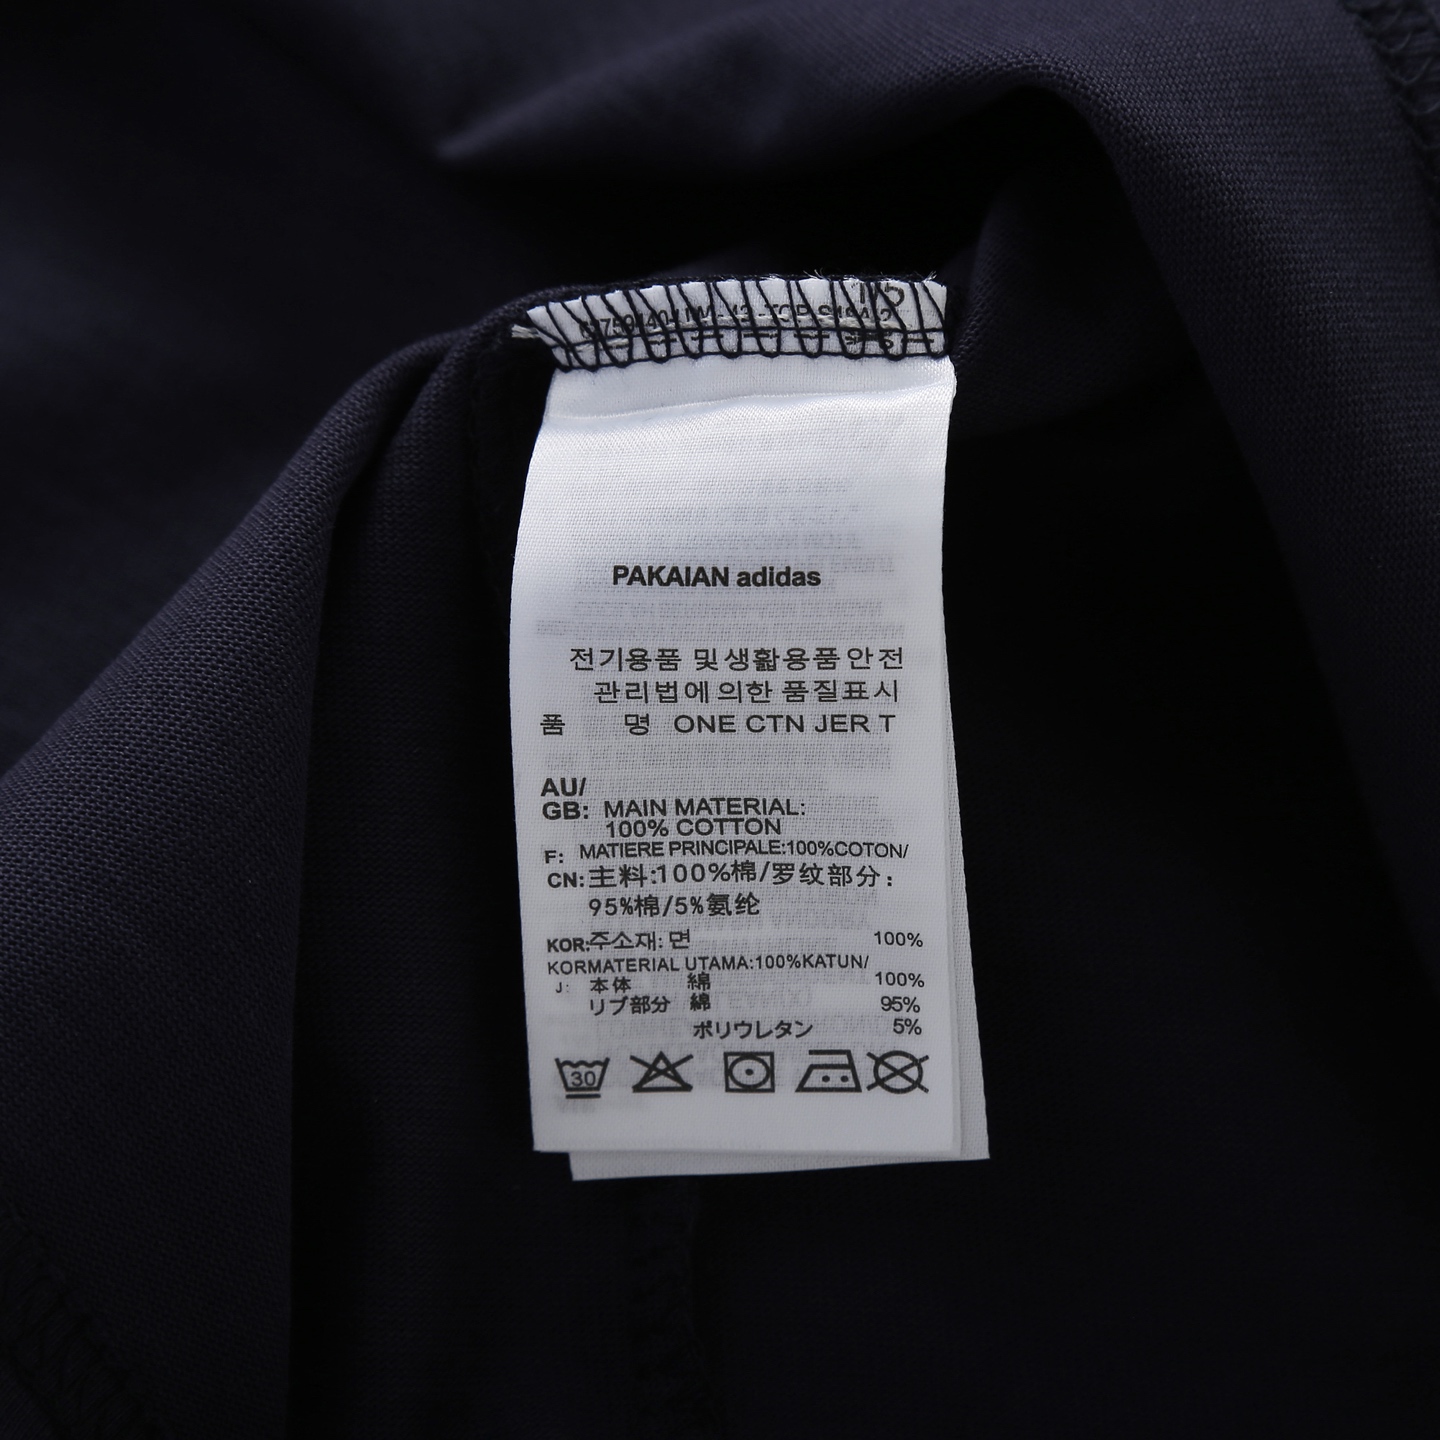 PAKAIAN adidas
전기용품 및생활용품안전
관리법에의한 품질표시
품 명 ONE CTN JER T
AU/
GB: MAIN MATERIAL:
100% COTTON
F: MATIERE PRINCIPALE:100%COTON/
CN:主料:100%棉/罗纹部分:
95%棉/5%氨纶
KOR:주소재: 면 100%
KORMATERIAL UTAMA:100%KATUN/
J: 本体 綿 100%
リブ部分 綿 95%
ポリウレタン 5%
30